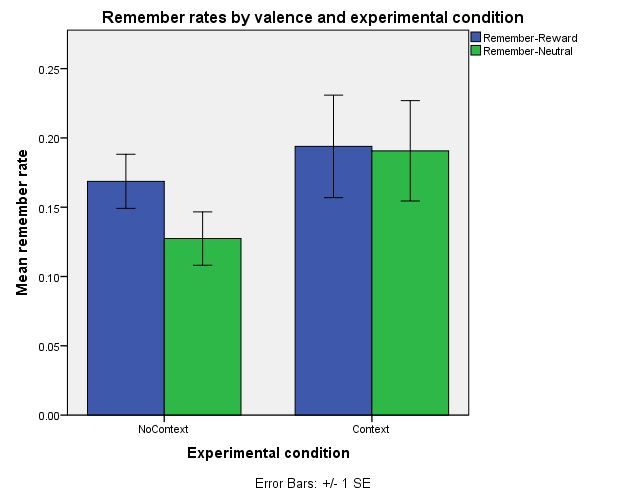 Remember rates by valence and experimental condition
Remember-Reward
Remember-Neutral
Mean remember rate
0.25
0.20
0.15
0.10
0.05
0.00
NoContext
Context
Experimental condition
Error Bars: +/- 1 SE